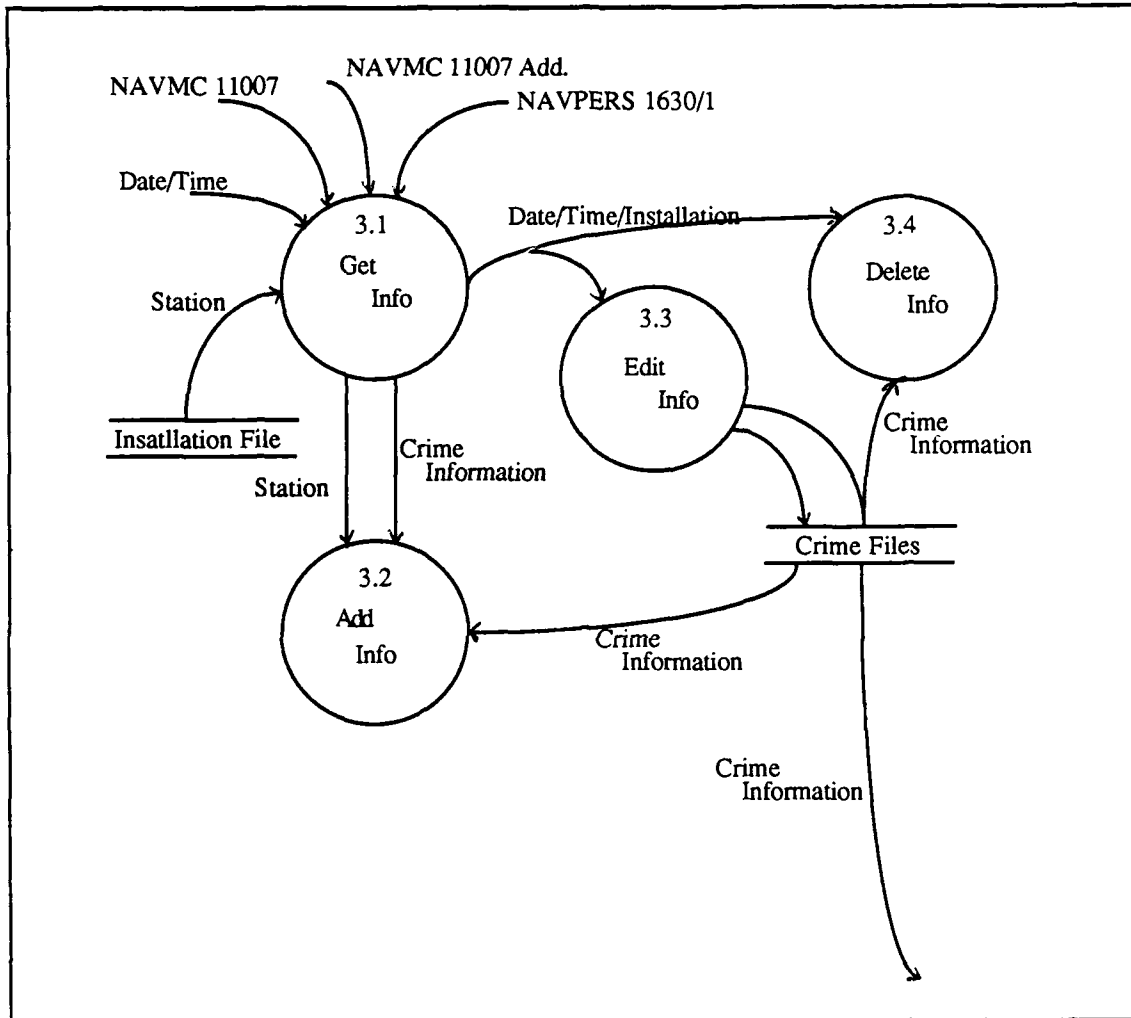 NAVMC 11007
NAVMC 11007 Add.
NAVPERS 1630/1
Date/Time
3.1
Get
Info
Date/Time/Installation
3.4
Delete
Info
Station
3.3
Edit
Info
Insatllation File
Crime
Information
Station
Crime
Information
Crime Files
3.2
Add
Info
Crime
Information
Crime
Information